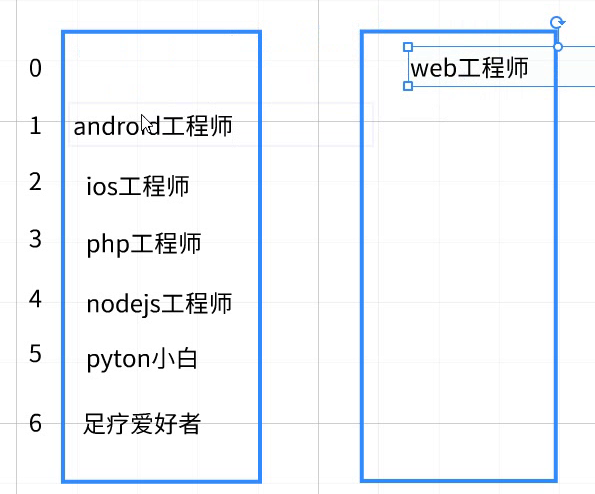 0
web工程师
1 android工程师
2 ios工程师
3 php工程师
4 nodejs工程师
5 pyton小白
6 足疗爱好者